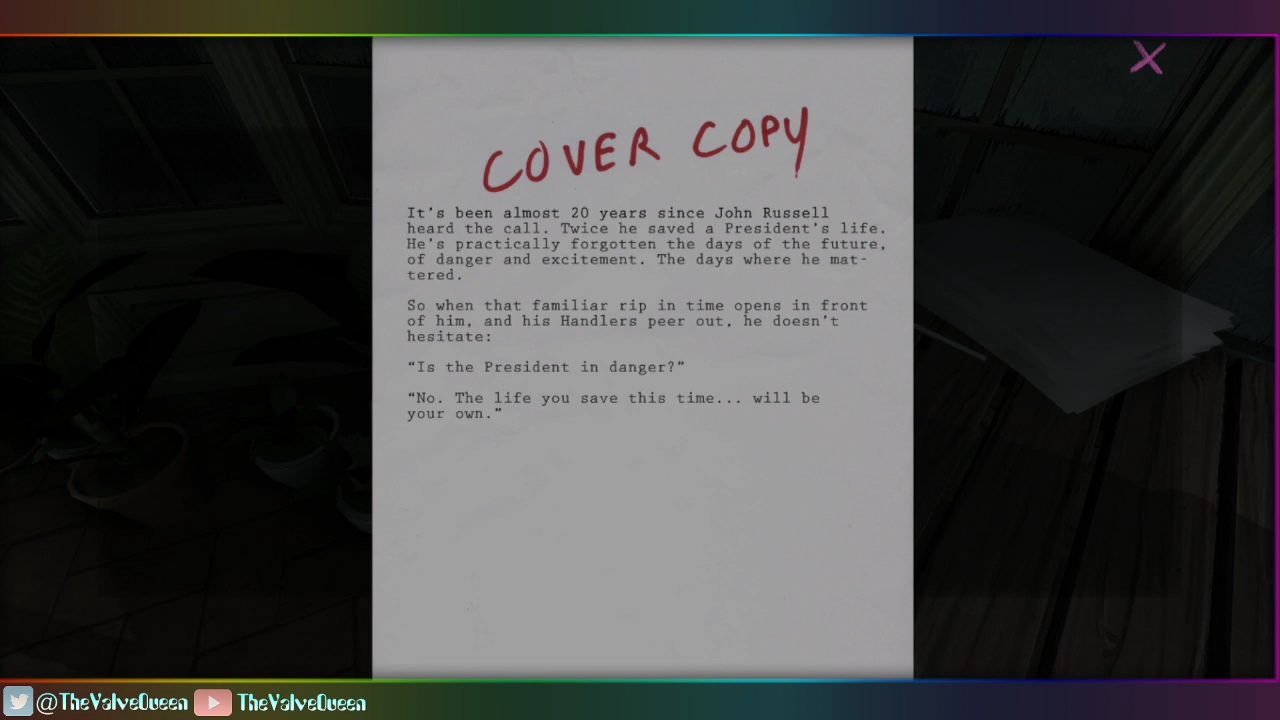 COVER COPY
It's been almost 20 years since John Russell
heard the call. Twice he saved a President's life.
He's practically forgotten the days of the future,
of danger and excitement. The days where he mat-
tered.
So when that familiar rip in time opens in front
of him, and his Handlers peer out, he doesn't
hesitate:
“Is the President in danger?”
“No. The life you save this time... will be
your own.”
@TheValveQueen TheValveQueen